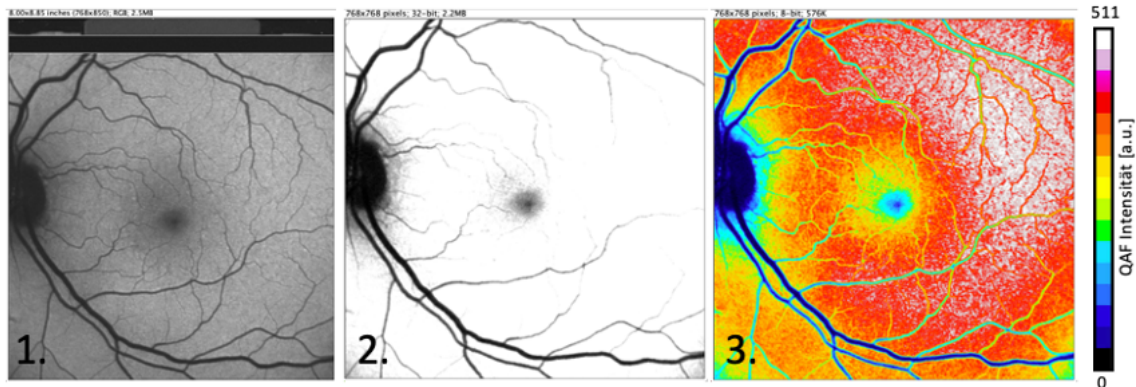 8.00x8.85 inches (768x850); RGB; 2.5MB
768x768 pixels; 32-bit; 2.2MB
768x768 pixels; 8-bit; 576K
511
QAF Intensität [a.u.]
1.
2.
3.
0